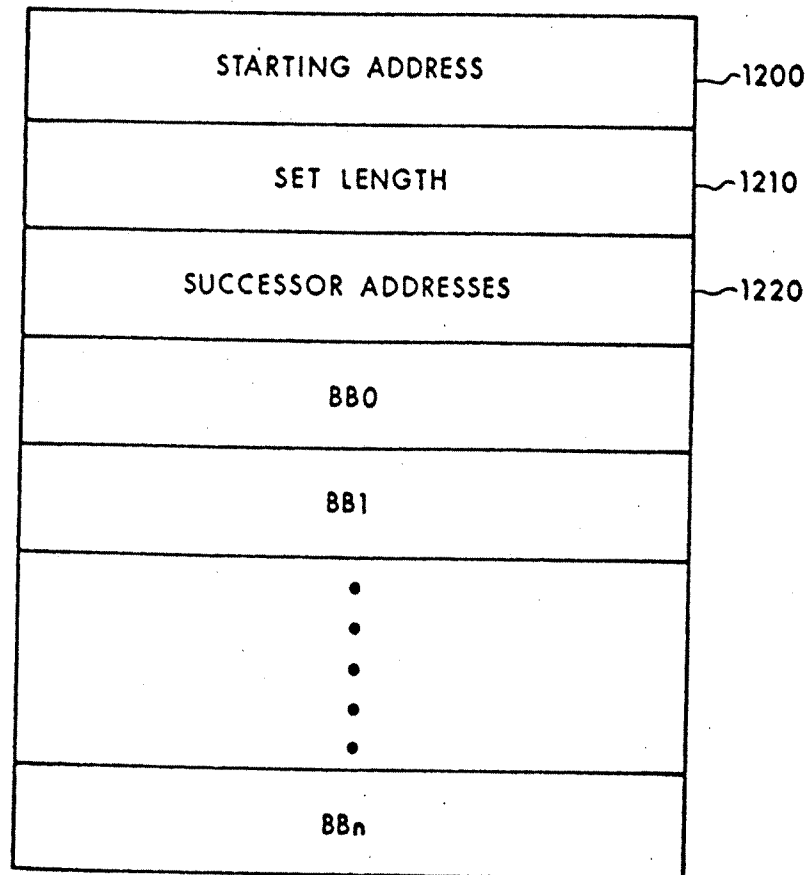 STARTING ADDRESS
1200
SET LENGTH
1210
SUCCESSOR ADDRESSES
1220
BB0
BB1
BBn